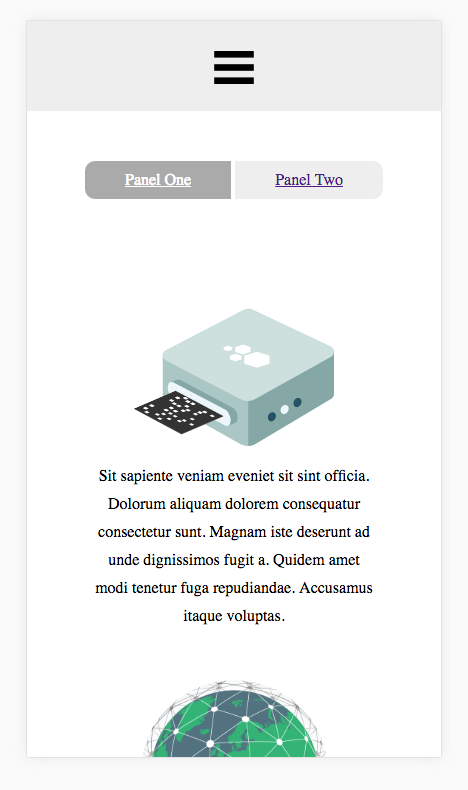 Panel One
Panel Two
Sit sapiente veniam eveniet sit sint officia.
Dolorum aliquam dolorem consequatur
consectetur sunt. Magnam iste deserunt ad
unde dignissimos fugit a. Quidem amet
modi tenetur fuga repudiandae. Accusamus
itaque voluptas.